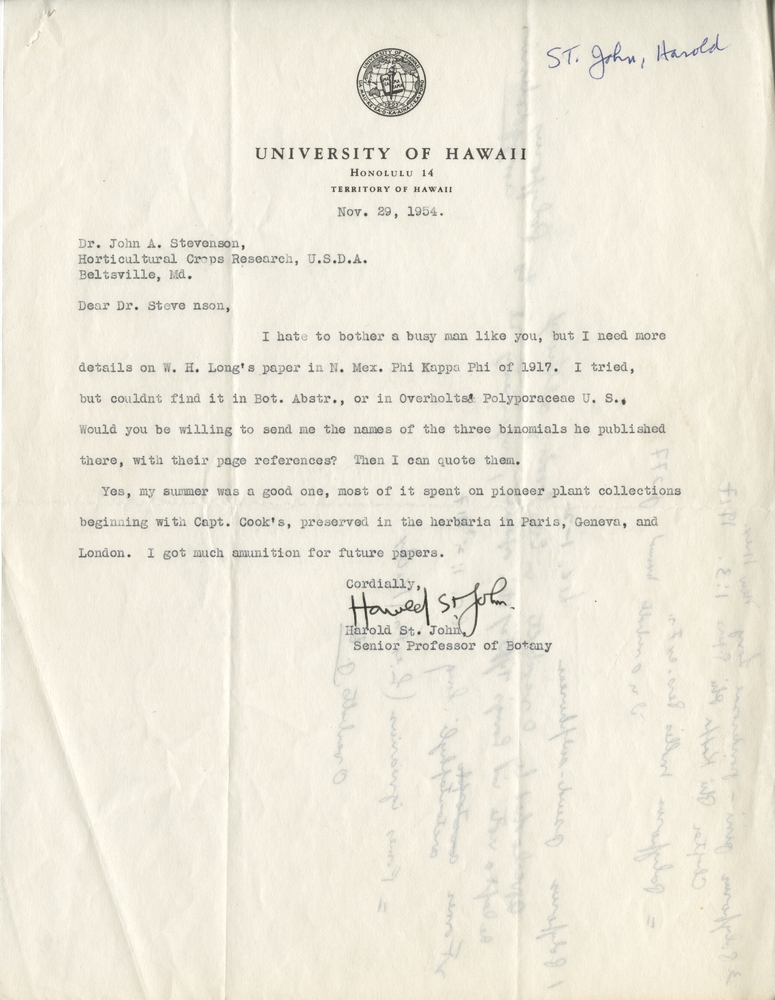 ST. John, Harold
UNIVERSITY OF HAWAII
HONOLULU 14
TERRITORY OF HAWAII
Nov. 29, 1954.
Dr. John A. Stevenson,
Horticultural Crops Research, U.S.D.A.
Beltsville, Md.
Dear Dr. Steve nson,
I hate to bother a busy man like you, but I need more
details on W. H. Long's paper in N. Mex. Phi Kappa Phi of 1917. I tried,
but couldnt find it in Bot. Abstr., or in Overholts' Polyporaceae U. S.,
Would you be willing to send me the names of the three binomials he published
there, with their page references? Then I can quote them.
Yes, my summer was a good one, most of it spent on pioneer plant collections
beginning with Capt. Cook's, preserved in the herbaria in Paris, Geneva, and
London. I got much amunition for future papers.
Cordially,
Harold St. John.
Harold St. John,
Senior Professor of Botany